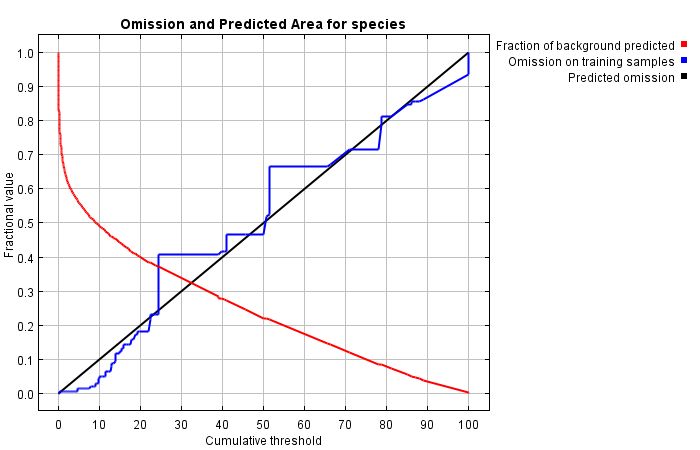 Omission and Predicted Area for species
Fraction of background predicted
Omission on training samples
Predicted omission
Fractional value
1.0
0.9
0.8
0.7
0.6
0.5
0.4
0.3
0.2
0.1
0.0
0 10 20 30 40 50 60 70 80 90 100
Cumulative threshold